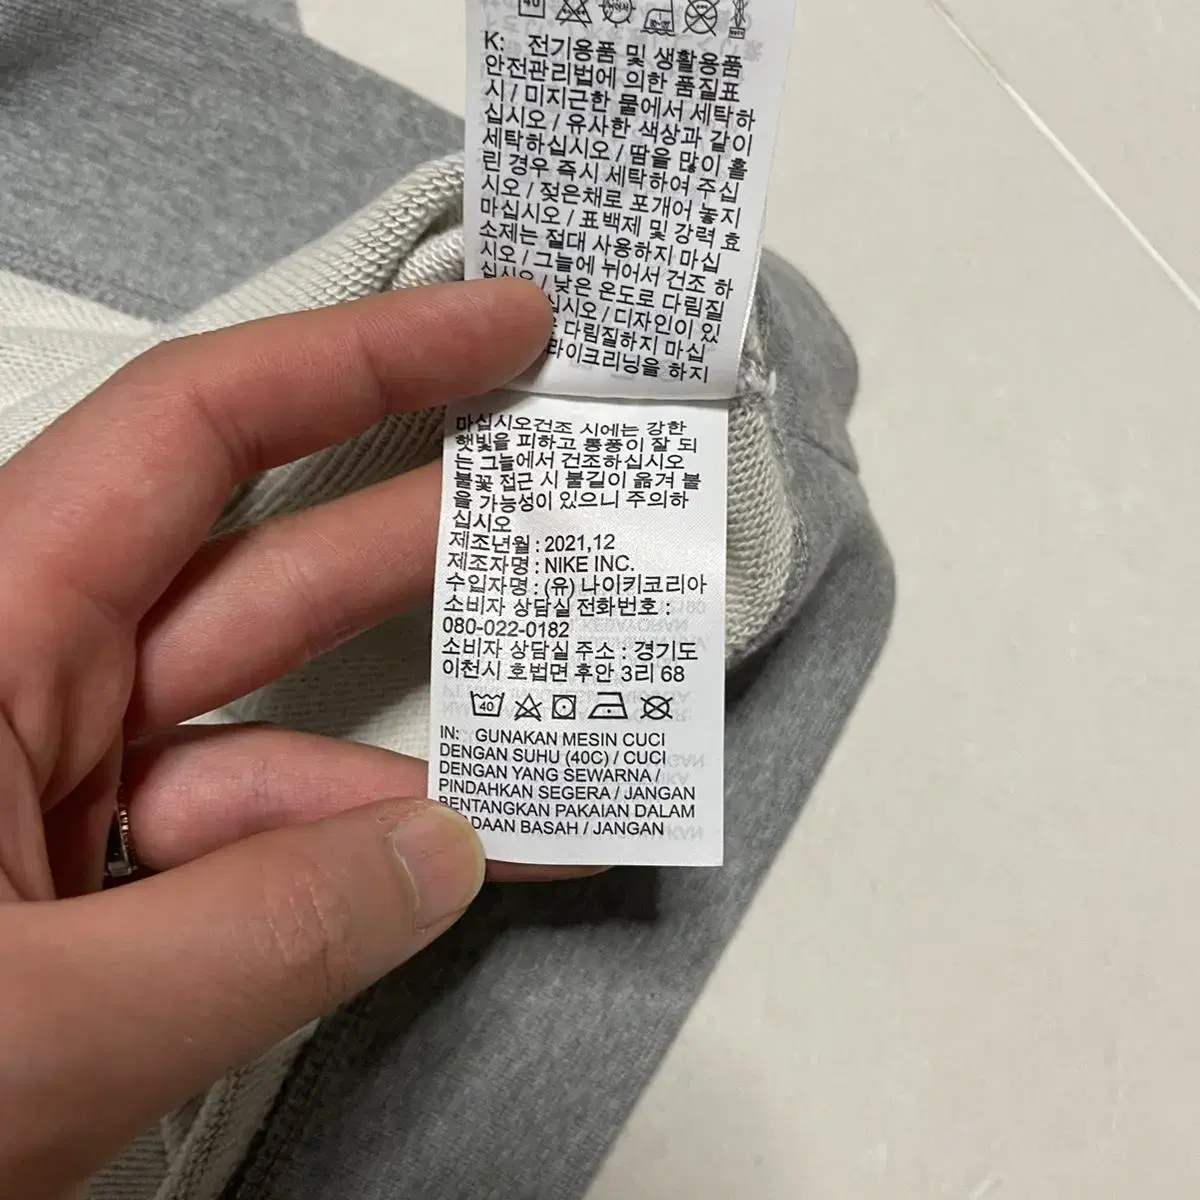 K: 전기용품 및 생활용품
안전관리법에 의한 품질표
시 / 미지근한 물에서 세탁하
십시오 / 유사한 색상과 같이
세탁하십시오 / 땀을 많이 흘
린 경우 즉시 세탁하여 주십
시오 / 젖은채로 포개어 놓지
마십시오 / 표백제 및 강력 효
소제는 절대 사용하지 마십
시오 / 그늘에 뉘어서 건조 하
십시오 / 낮은 온도로 다림질
십시오 / 디자인이 있
다림질하지 마십
라이크리닝을 하지
마십시오건조 시에는 강한
햇빛을 피하고 통풍이 잘 되
는 그늘에서 건조하십시오
불꽃 접근 시 불길이 옮겨 붙
을 가능성이 있으니 주의하
십시오
제조년월 : 2021,12
제조자명 : NIKE INC.
수입자명 : (유) 나이키코리아
소비자 상담실 전화번호 :
080-022-0182
소비자 상담실 주소 : 경기도
이천시 호법면 후안 3리 68
40
IN: GUNAKAN MESIN CUCI
DENGAN SUHU (40C) / CUCI
DENGAN YANG SEWARNA /
PINDAHKAN SEGERA / JANGAN
BENTANGKAN PAKAIAN DALAM
DAAN BASAH / JANGAN